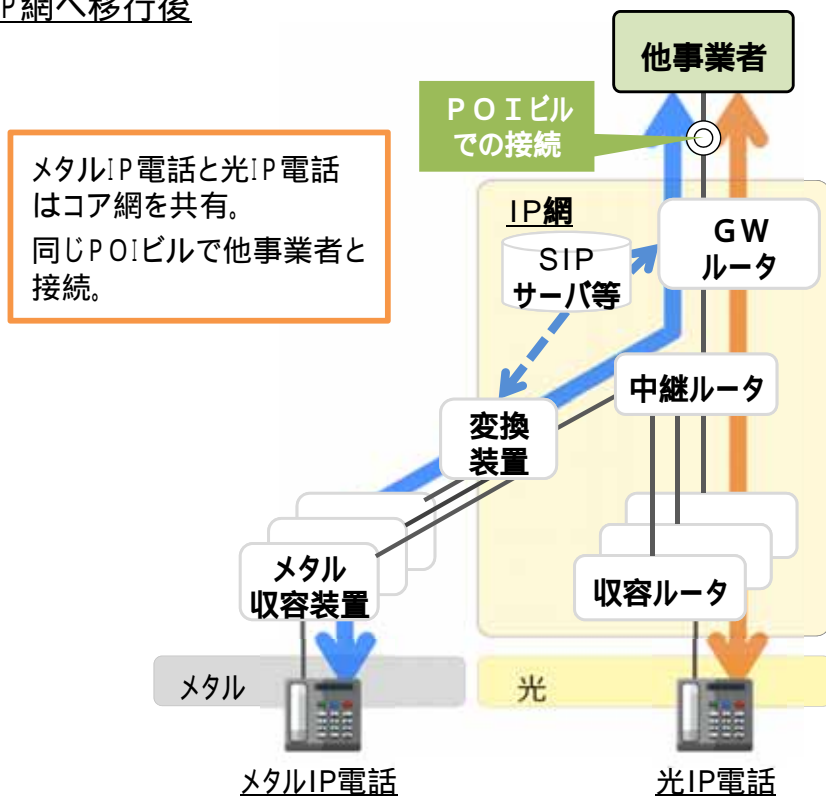 IP網へ移行後
他事業者
POIビル
での接続
メタルIP電話と光IP電話
はコア網を共有。
同じPOIビルで他事業者と
接続。
IP網
GW
ルータ
SIP
サーバ等
中継ルータ
変換
装置
メタル
収容装置
収容ルータ
メタル
光
メタルIP電話
光IP電話